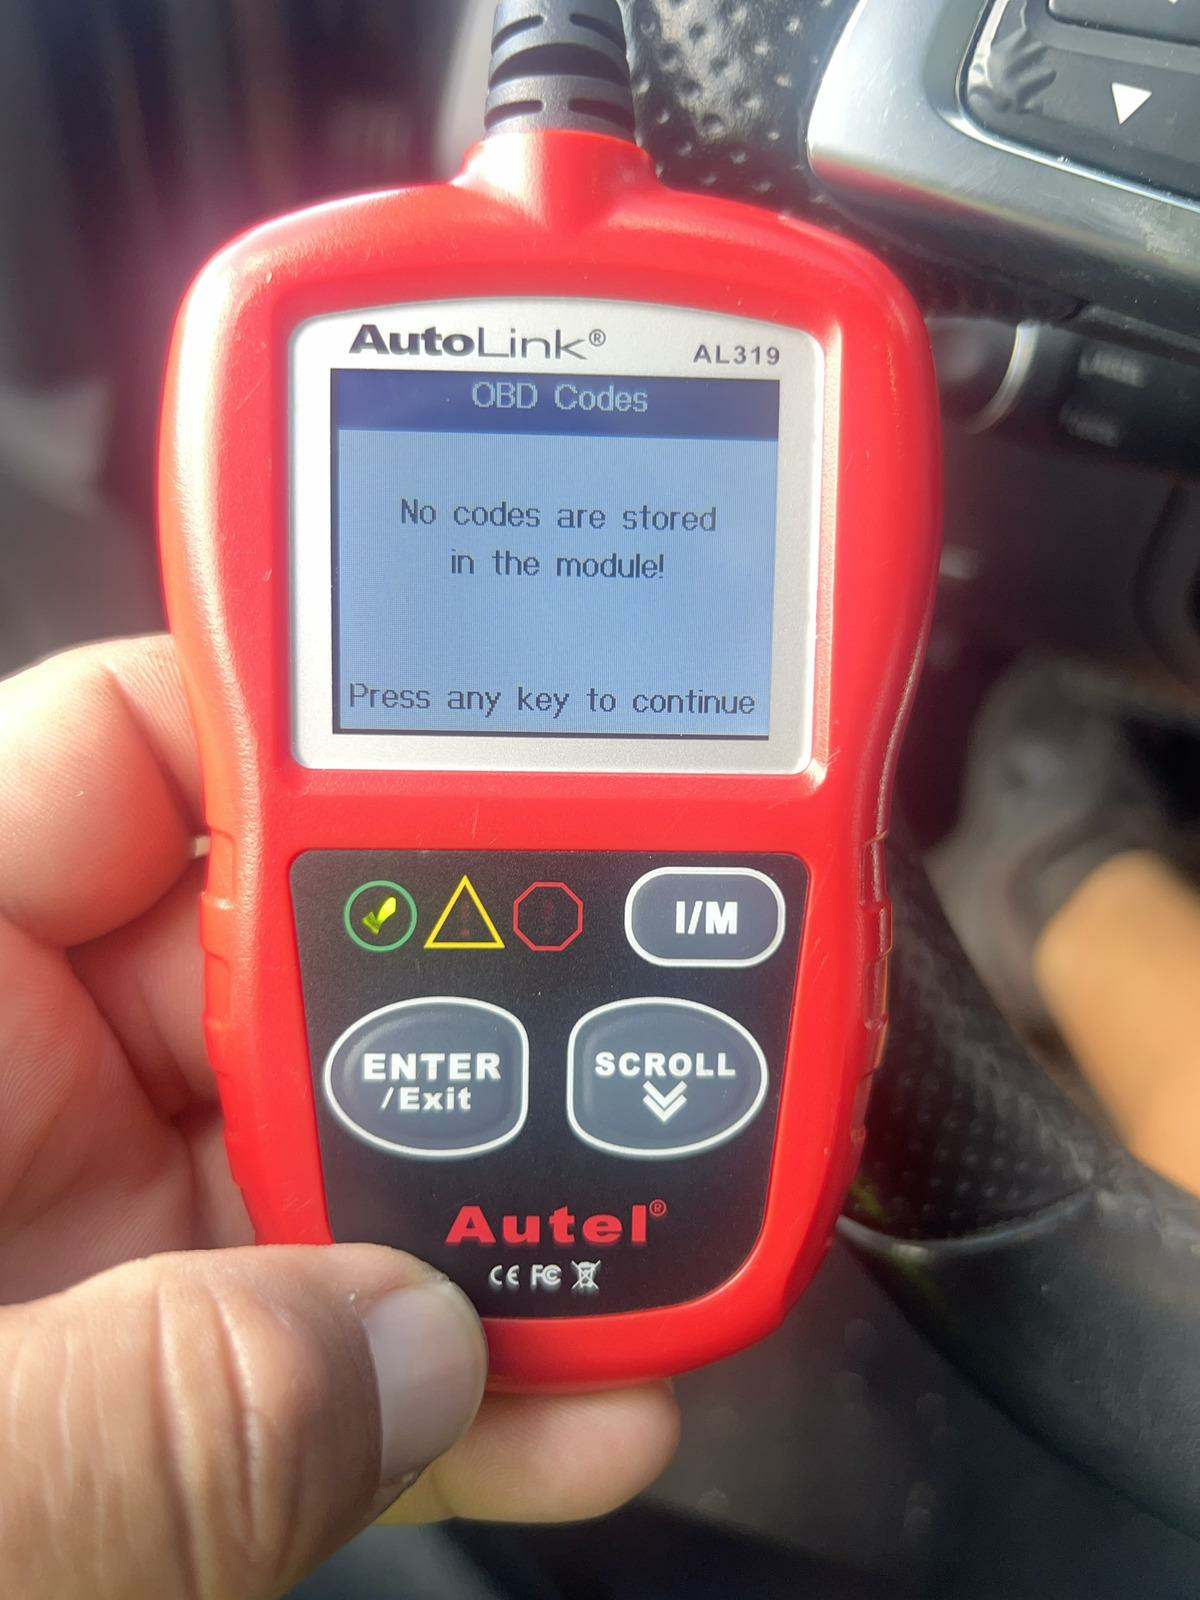 AutoLink®
AL319
OBD Codes
No codes are stored
in the module!
Press any key to continue
I/M
ENTER
/Exit
SCROLL
Autel®
CE FC